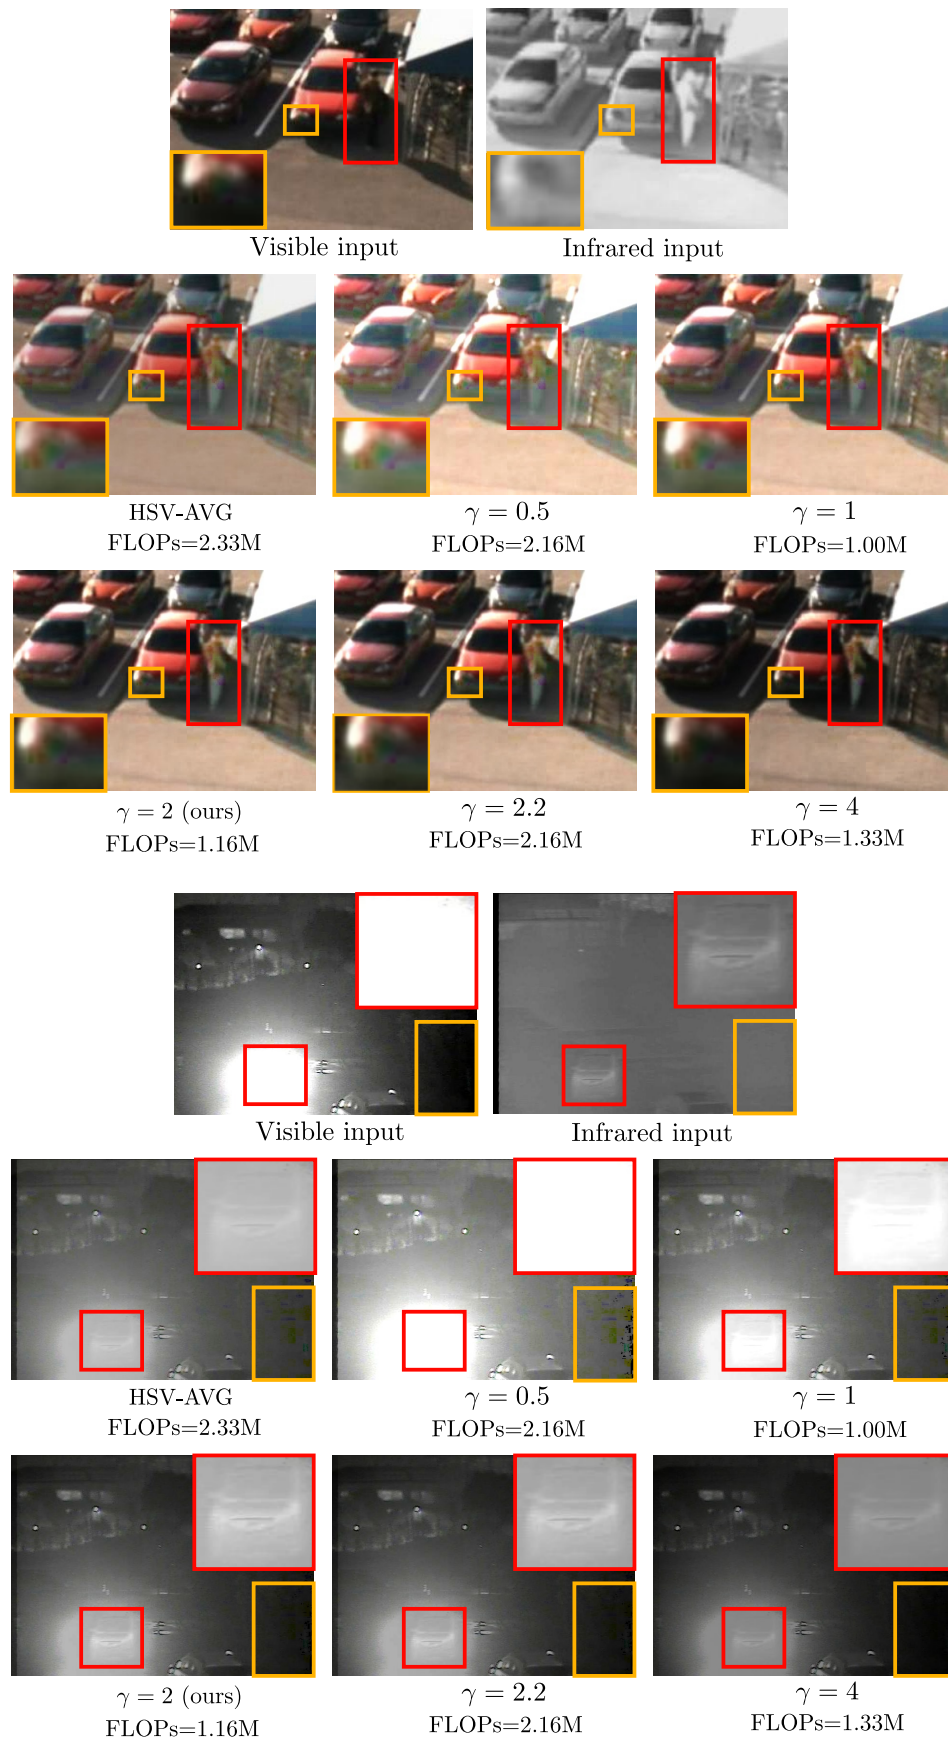 Visible input
Infrared input
HSV-AVG
FLOPs=2.33M
γ = 0.5
FLOPs=2.16M
γ = 1
FLOPs=1.00M
γ = 2 (ours)
FLOPs=1.16M
γ = 2.2
FLOPs=2.16M
γ = 4
FLOPs=1.33M
Visible input
Infrared input
HSV-AVG
FLOPs=2.33M
γ = 0.5
FLOPs=2.16M
γ = 1
FLOPs=1.00M
γ = 2 (ours)
FLOPs=1.16M
γ = 2.2
FLOPs=2.16M
γ = 4
FLOPs=1.33M